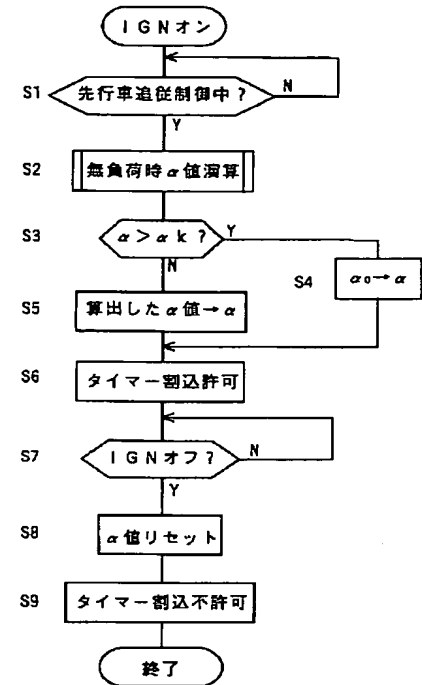 IGNオン
S1 先行車追従制御中? N
Y
S2 無負荷時α値演算
S3 α>αk? Y
N
S4 α₀→α
S5 算出したα値→α
S6 タイマー割込許可
S7 IGNオフ? N
Y
S8 α値リセット
S9 タイマー割込不許可
終了